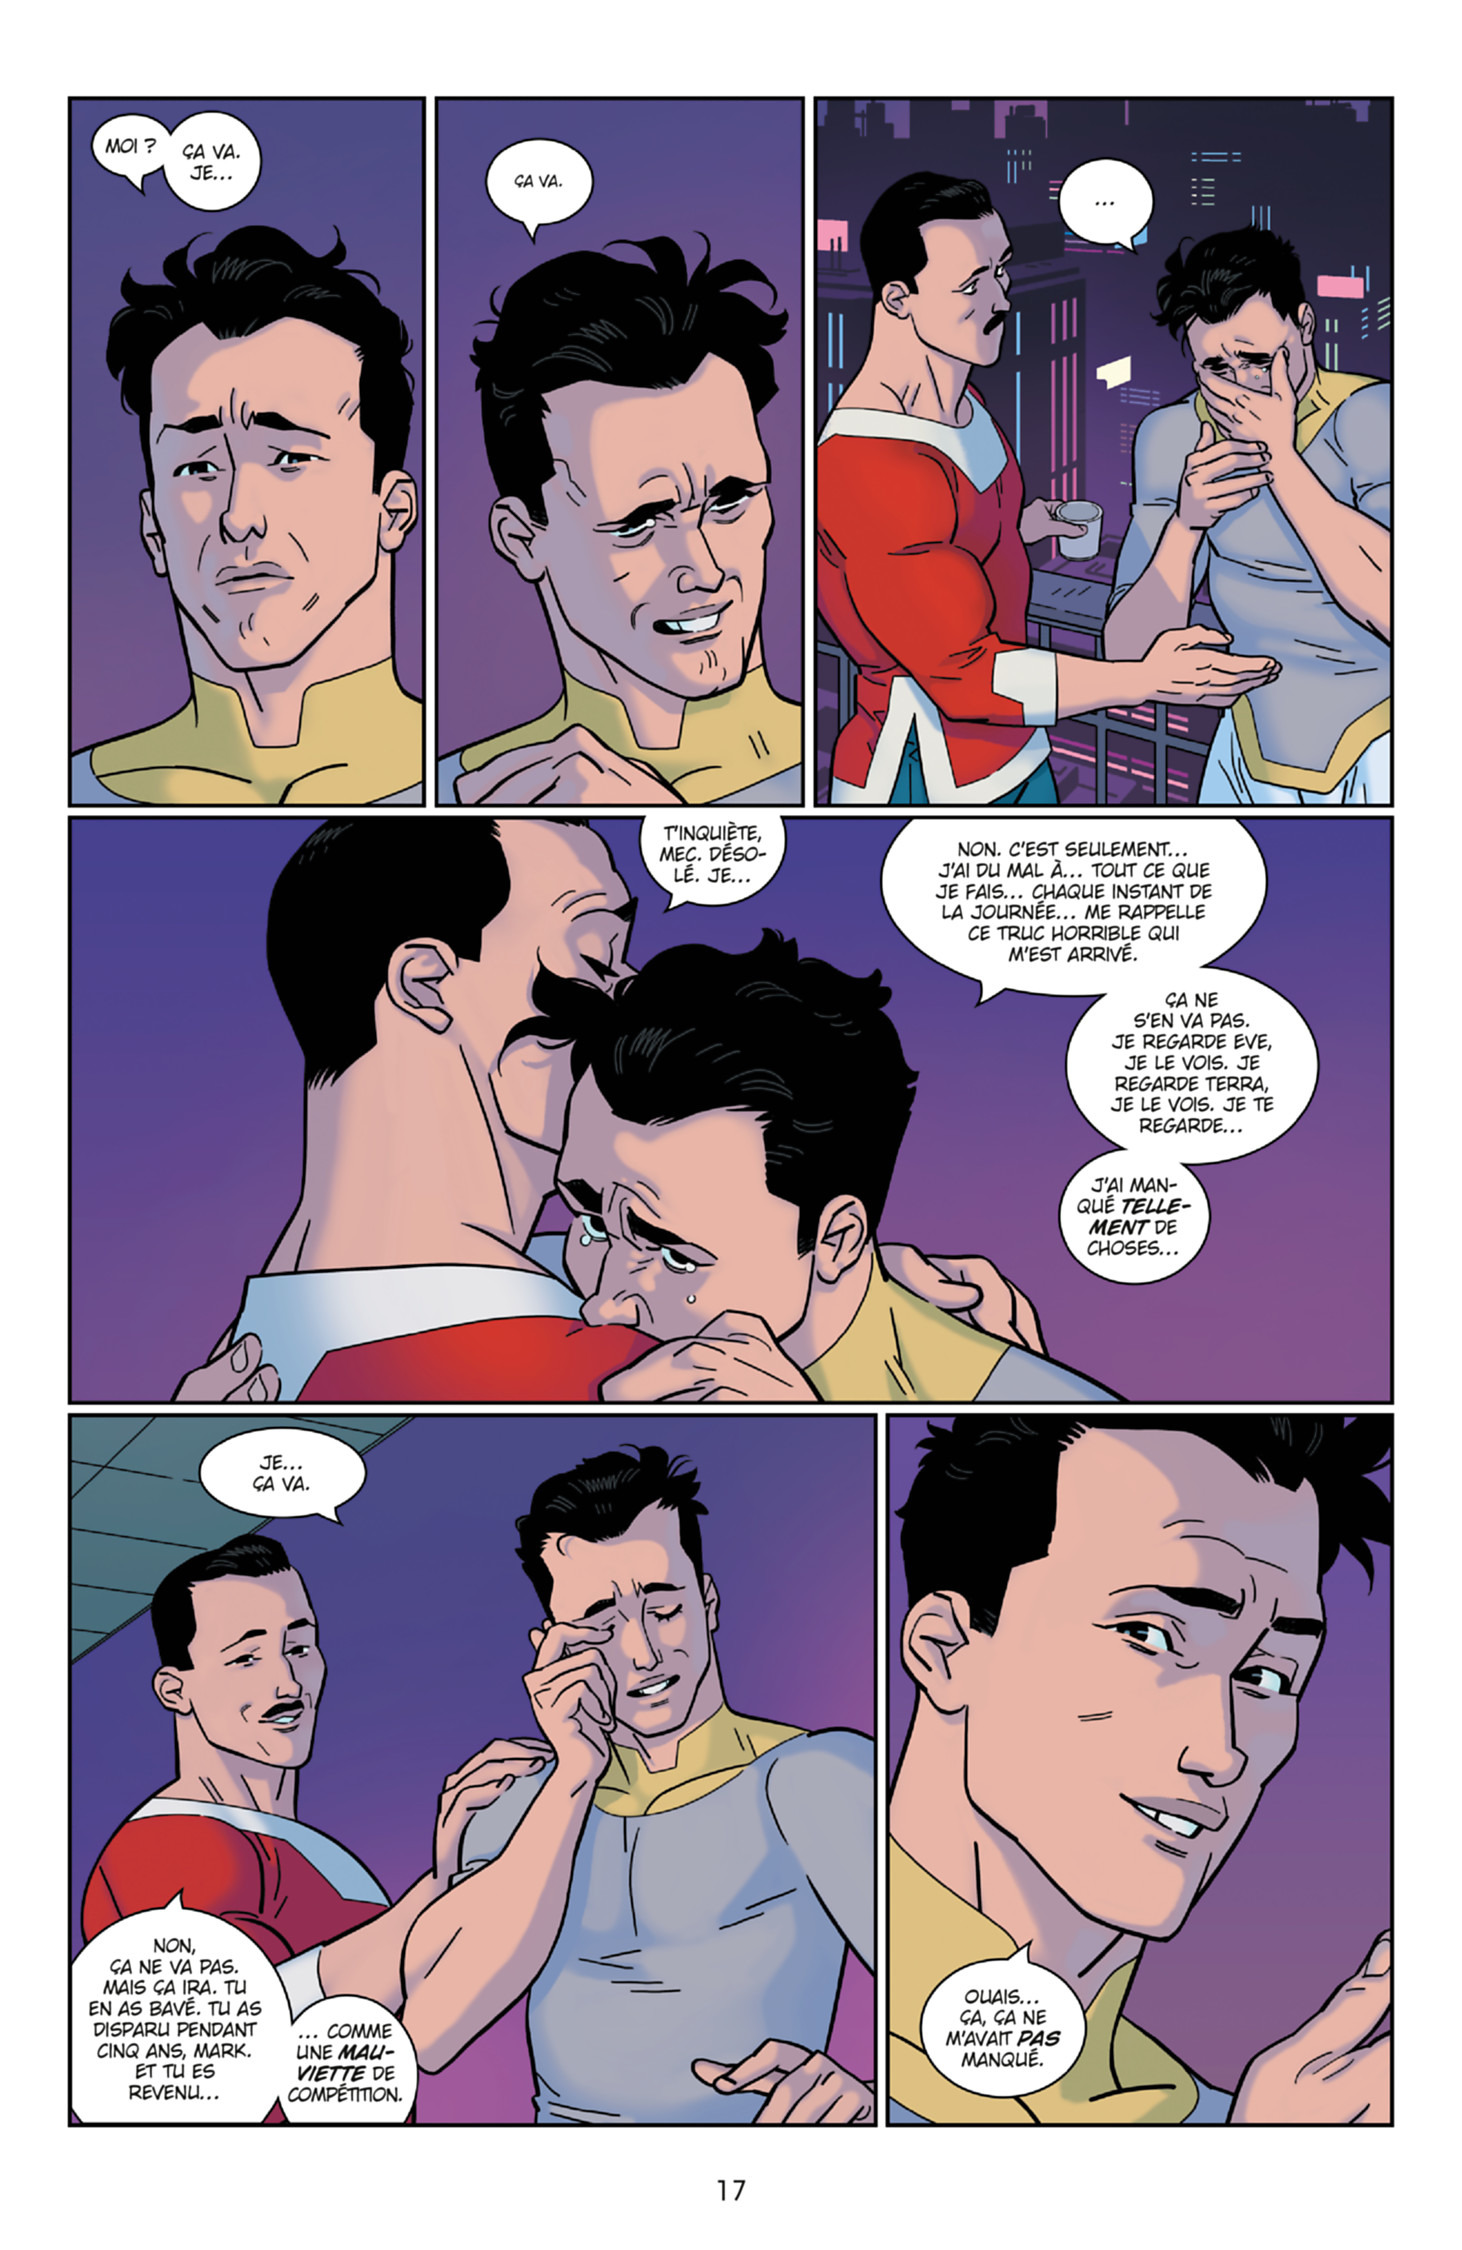 MOI ?
ÇA VA.
JE...
ÇA VA.
...
T'INQUIÈTE,
MEC. DÉSO-
LÉ. JE...
NON. C'EST SEULEMENT...
J'AI DU MAL À... TOUT CE QUE
JE FAIS... CHAQUE INSTANT DE
LA JOURNÉE... ME RAPPELLE
CE TRUC HORRIBLE QUI
M'EST ARRIVÉ.
ÇA NE
S'EN VA PAS.
JE REGARDE EVE,
JE LE VOIS. JE
REGARDE TERRA,
JE LE VOIS. JE TE
REGARDE...
J'AI MAN-
QUÉ TELLE-
MENT DE
CHOSES...
JE...
ÇA VA.
NON,
ÇA NE VA PAS.
MAIS ÇA IRA. TU
EN AS BAVÉ. TU AS
DISPARU PENDANT
CINQ ANS, MARK.
ET TU ES
REVENU...
... COMME
UNE MAU-
VIETTE DE
COMPÉTITION.
OUAIS...
ÇA, ÇA NE
M'AVAIT PAS
MANQUÉ.
17